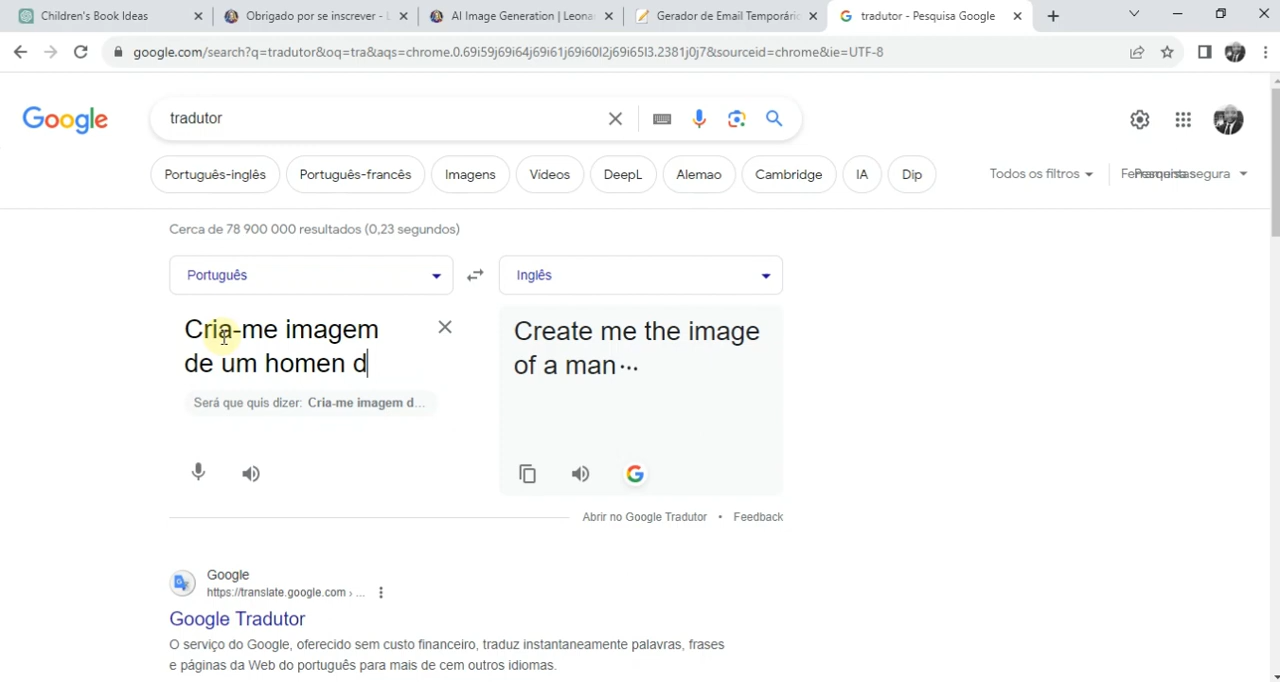 Children's Book Ideas
Obrigado por se inscrever - L
AI Image Generation | Leona
Gerador de Email Temporári
tradutor - Pesquisa Google
google.com/search?q=tradutor&oq=tra&aqs=chrome.0.69i59j69i64j69i61j69i60l2j69i65l3.2381j0j7&sourceid=chrome&ie=UTF-8
Google
tradutor
Português-inglês
Português-francês
Imagens
Vídeos
DeepL
Alemao
Cambridge
IA
Dip
Todos os filtros
Ferramentas
Pesquisa segura
Cerca de 78 900 000 resultados (0,23 segundos)
Português
Inglês
Cria-me imagem
de um homen d
Create me the image
of a man...
Será que quis dizer: Cria-me imagem d...
Abrir no Google Tradutor • Feedback
Google
https://translate.google.com › ...
Google Tradutor
O serviço do Google, oferecido sem custo financeiro, traduz instantaneamente palavras, frases
e páginas da Web do português para mais de cem outros idiomas.